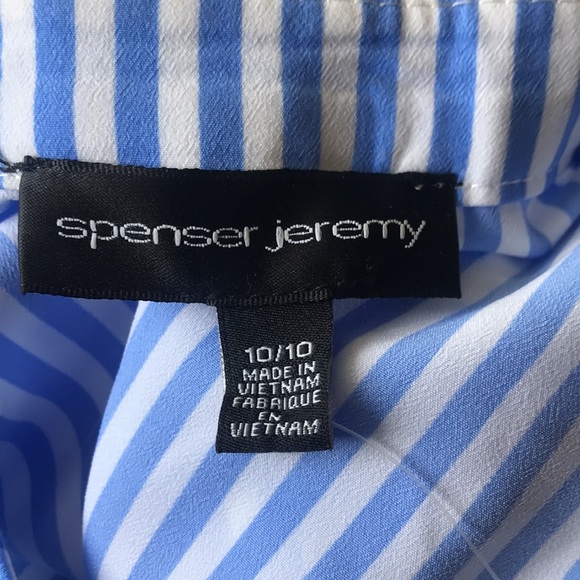 spenser jeremy
10/10
MADE IN
VIETNAM
FABRIQUE
EN
VIETNAM